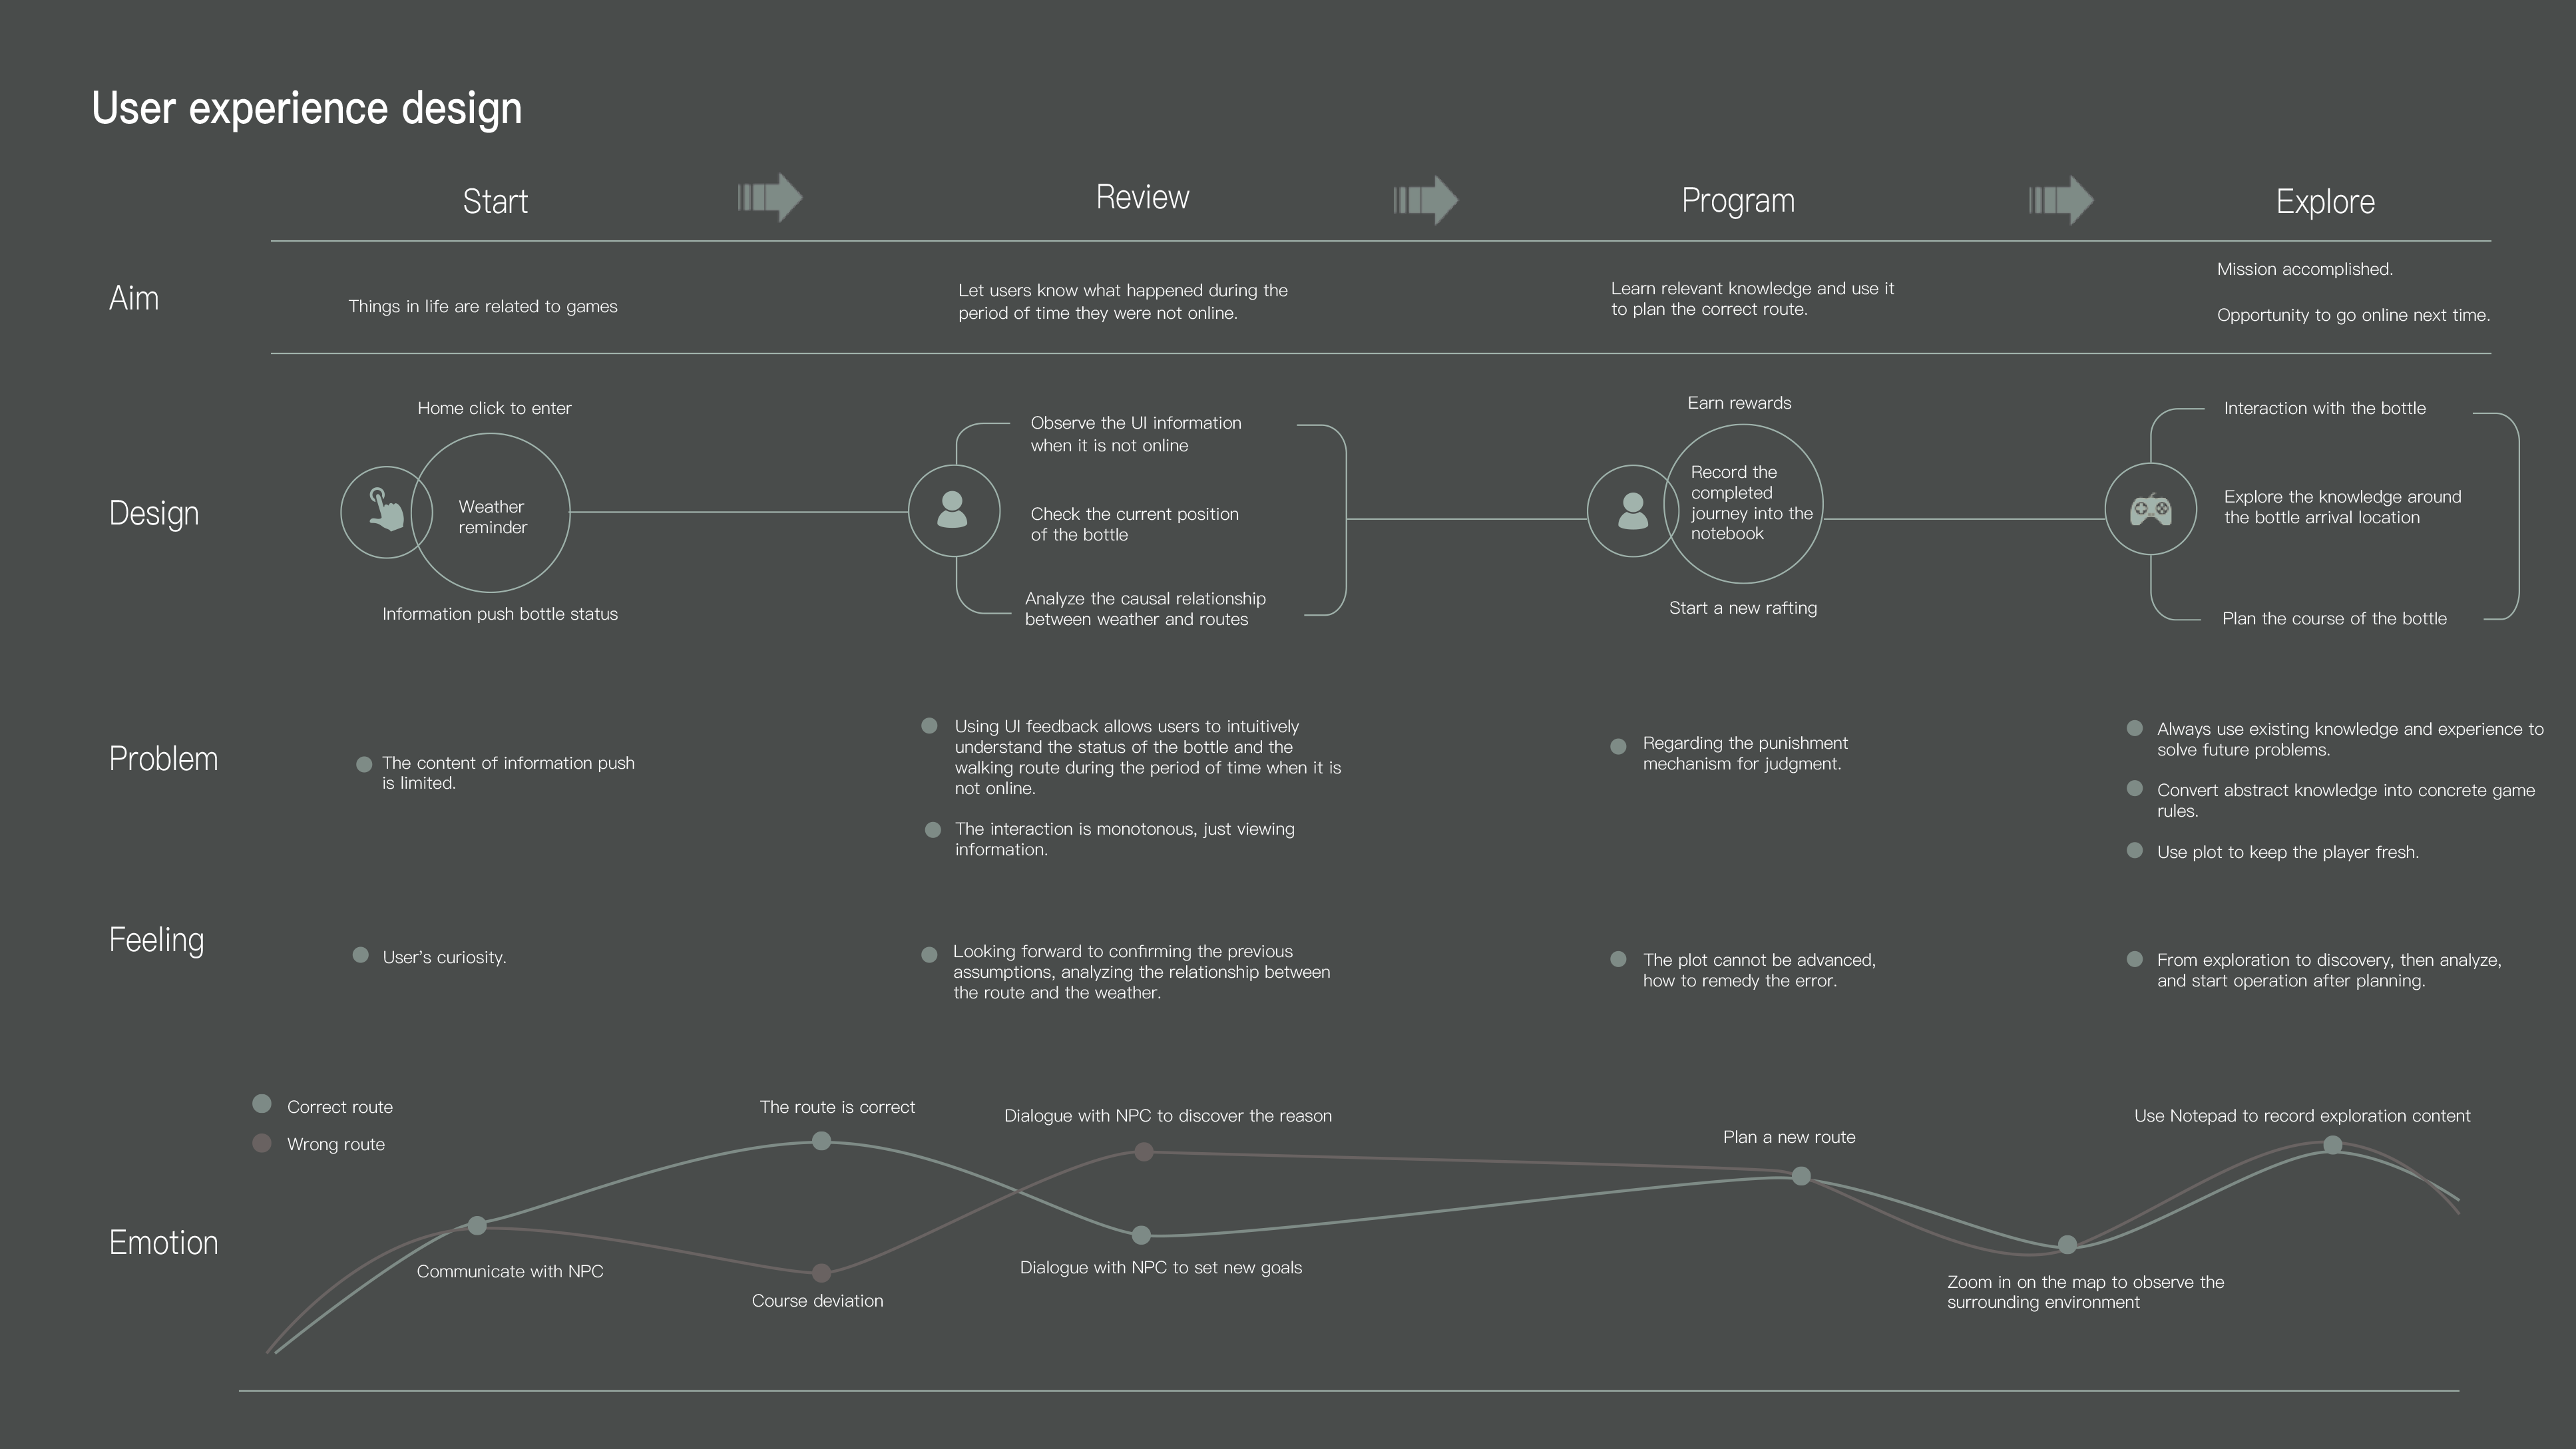 User experience design
Start
Review
Program
Explore
Aim
Things in life are related to games
Let users know what happened during the
period of time they were not online.
Learn relevant knowledge and use it
to plan the correct route.
Mission accomplished.
Opportunity to go online next time.
Design
Home click to enter
Weather
reminder
Information push bottle status
Observe the UI information
when it is not online
Check the current position
of the bottle
Analyze the causal relationship
between weather and routes
Earn rewards
Record the
completed
journey into the
notebook
Start a new rafting
Interaction with the bottle
Explore the knowledge around
the bottle arrival location
Plan the course of the bottle
Problem
The content of information push
is limited.
Using UI feedback allows users to intuitively
understand the status of the bottle and the
walking route during the period of time when it is
not online.
The interaction is monotonous, just viewing
information.
Regarding the punishment
mechanism for judgment.
Always use existing knowledge and experience to
solve future problems.
Convert abstract knowledge into concrete game
rules.
Use plot to keep the player fresh.
Feeling
User's curiosity.
Looking forward to confirming the previous
assumptions, analyzing the relationship between
the route and the weather.
The plot cannot be advanced,
how to remedy the error.
From exploration to discovery, then analyze,
and start operation after planning.
Emotion
Correct route
Wrong route
Communicate with NPC
The route is correct
Course deviation
Dialogue with NPC to discover the reason
Dialogue with NPC to set new goals
Plan a new route
Zoom in on the map to observe the
surrounding environment
Use Notepad to record exploration content